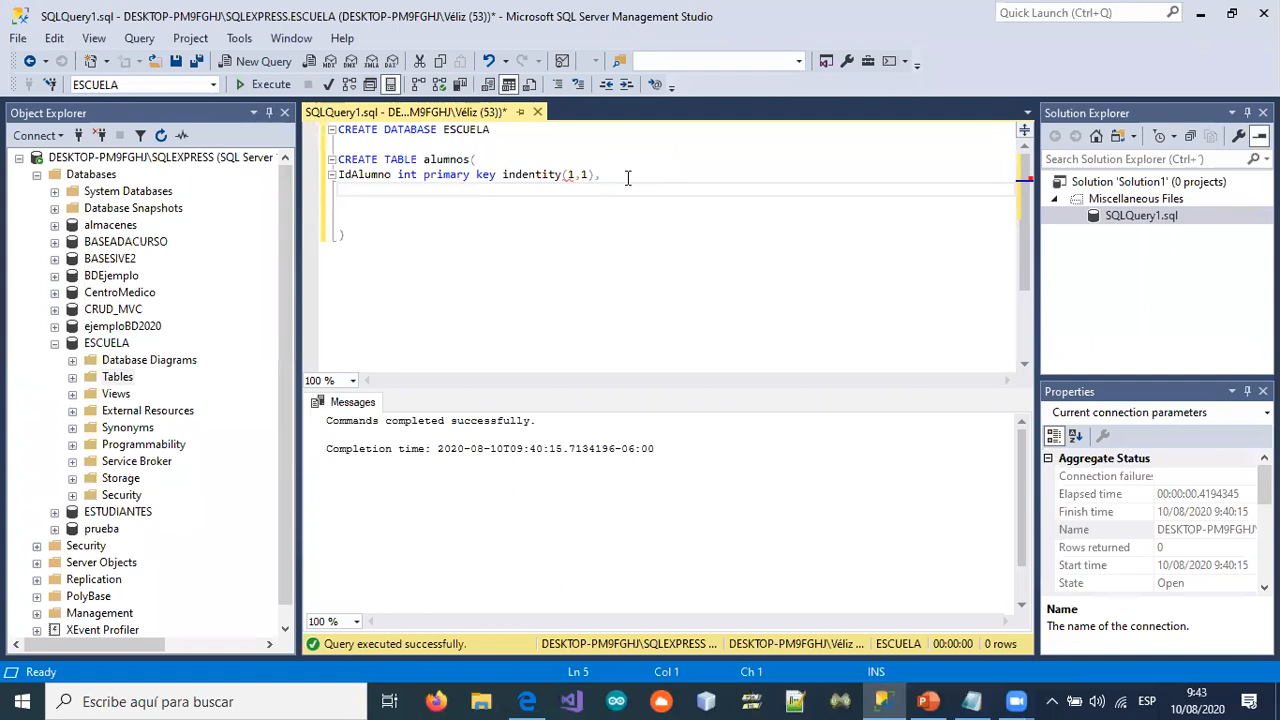 SQLQuery1.sql - DESKTOP-PM9FGHJ\SQLEXPRESS.ESCUELA (DESKTOP-PM9FGHJ\Véliz (53))* - Microsoft SQL Server Management Studio
Quick Launch (Ctrl+Q)
File Edit View Query Project Tools Window Help
New Query
MDX DMX XMLA DAX
ESCUELA Execute
Object Explorer
Connect
DESKTOP-PM9FGHJ\SQLEXPRESS (SQL Server
Databases
System Databases
Database Snapshots
almacenes
BASEADACURSO
BASESIVE2
BDEjemplo
CentroMedico
CRUD_MVC
ejemploBD2020
ESCUELA
Database Diagrams
Tables
Views
External Resources
Synonyms
Programmability
Service Broker
Storage
Security
ESTUDIANTES
prueba
Security
Server Objects
Replication
PolyBase
Management
XEvent Profiler
SQLQuery1.sql - DE...M9FGHJ\Véliz (53))*
CREATE DATABASE ESCUELA
CREATE TABLE alumnos(
IdAlumno int primary key indentity(1,1),
)
100 %
Messages
Commands completed successfully.
Completion time: 2020-08-10T09:40:15.7134196-06:00
100 %
Query executed successfully. DESKTOP-PM9FGHJ\SQLEXPRESS ... DESKTOP-PM9FGHJ\Véliz ... ESCUELA 00:00:00 0 rows
Solution Explorer
Search Solution Explorer (Ctrl+;)
Solution 'Solution1' (0 projects)
Miscellaneous Files
SQLQuery1.sql
Properties
Current connection parameters
Aggregate Status
Connection failures
Elapsed time 00:00:00.4194345
Finish time 10/08/2020 9:40:15
Name DESKTOP-PM9FGHJ\
Rows returned 0
Start time 10/08/2020 9:40:15
State Open
Name
The name of the connection.
Ready Ln 5 Col 1 Ch 1 INS
Escribe aquí para buscar
ESP
9:43
10/08/2020